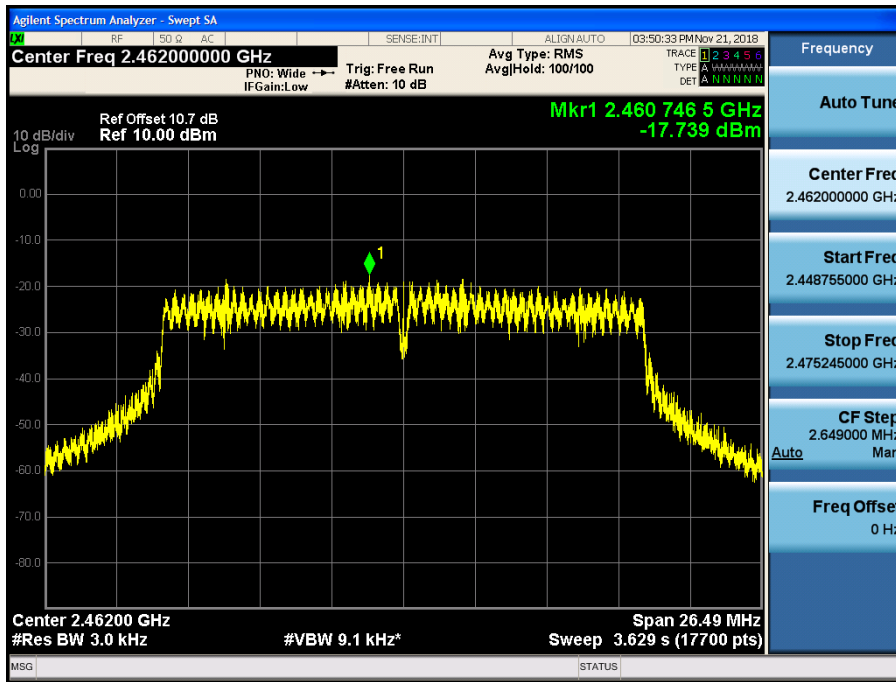 Agilent Spectrum Analyzer - Swept SA
LXI RF 50 Ω AC SENSE:INT ALIGN AUTO 03:50:33 PM Nov 21, 2018
Center Freq 2.462000000 GHz
PNO: Wide
IFGain:Low
Trig: Free Run
#Atten: 10 dB
Avg Type: RMS
Avg|Hold: 100/100
TRACE 1 2 3 4 5 6
TYPE A WWWWW
DET A N N N N N
Mkr1 2.460 746 5 GHz
-17.739 dBm
Ref Offset 10.7 dB
10 dB/div Ref 10.00 dBm
Log
0.00
-10.0
-20.0
-30.0
-40.0
-50.0
-60.0
-70.0
-80.0
1
Center 2.46200 GHz Span 26.49 MHz
#Res BW 3.0 kHz #VBW 9.1 kHz* Sweep 3.629 s (17700 pts)
MSG STATUS
Frequency
Auto Tune
Center Freq
2.462000000 GHz
Start Freq
2.448755000 GHz
Stop Freq
2.475245000 GHz
CF Step
2.649000 MHz
Auto Man
Freq Offset
0 Hz